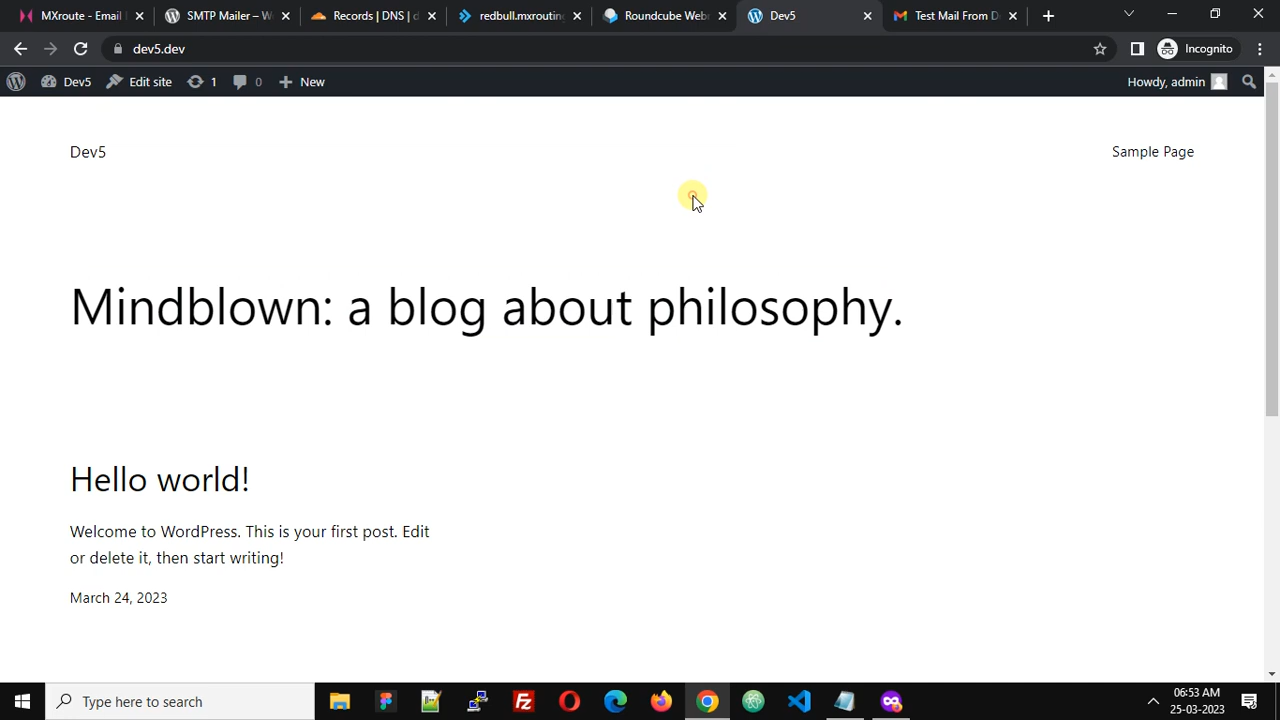 MXroute - Email
SMTP Mailer – W
Records | DNS | d
redbull.mxrouting
Roundcube Web
Dev5
Test Mail From D
dev5.dev
Incognito
Dev5
Edit site
1
0
New
Howdy, admin
Dev5
Sample Page
Mindblown: a blog about philosophy.
Hello world!
Welcome to WordPress. This is your first post. Edit
or delete it, then start writing!
March 24, 2023
Type here to search
06:53 AM
25-03-2023